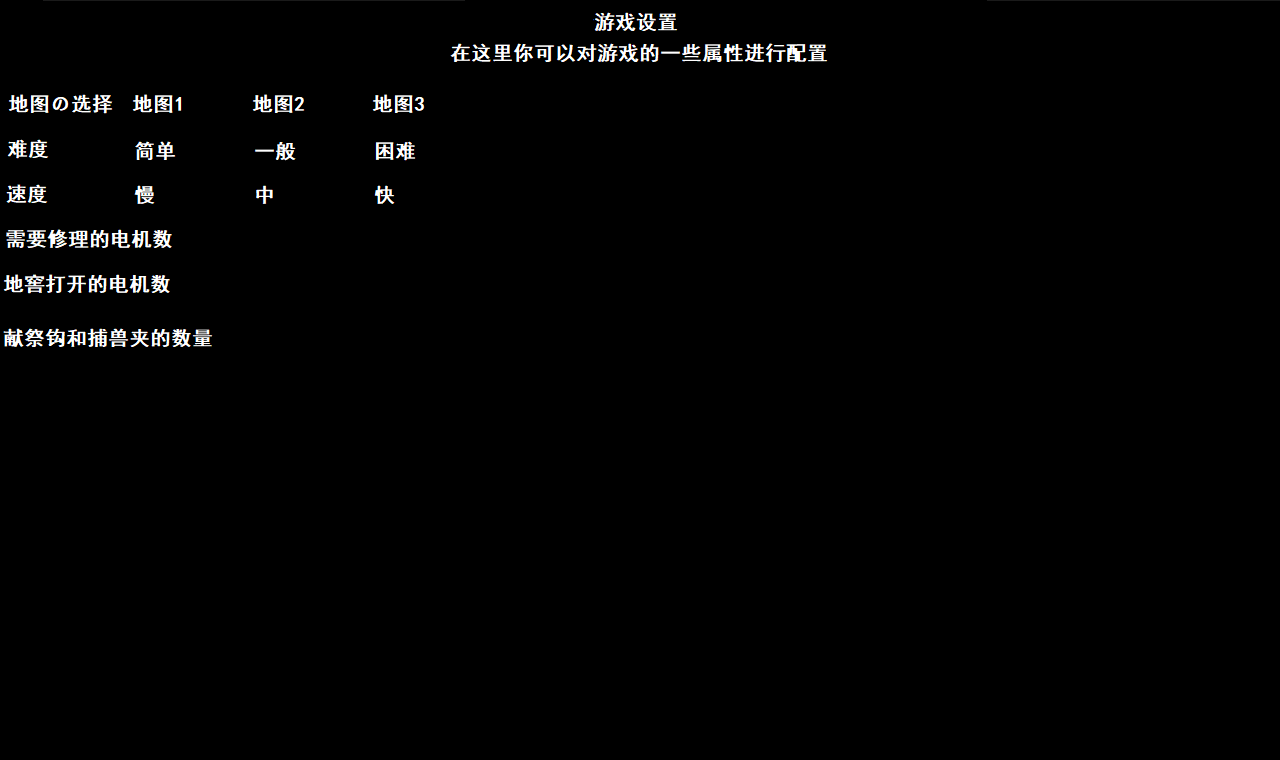 游戏设置
在这里你可以对游戏的一些属性进行配置
地图の选择 地图1 地图2 地图3
难度 简单 一般 困难
速度 慢 中 快
需要修理的电机数
地窖打开的电机数
献祭钩和捕兽夹的数量